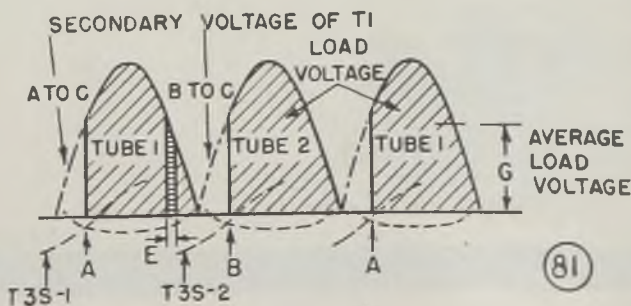 SECONDARY VOLTAGE OF T1
LOAD
VOLTAGE
A TO C
B TO C
TUBE 1
TUBE 2
TUBE 1
G
AVERAGE
LOAD
VOLTAGE
A
E
B
A
T3S-1
T3S-2
81